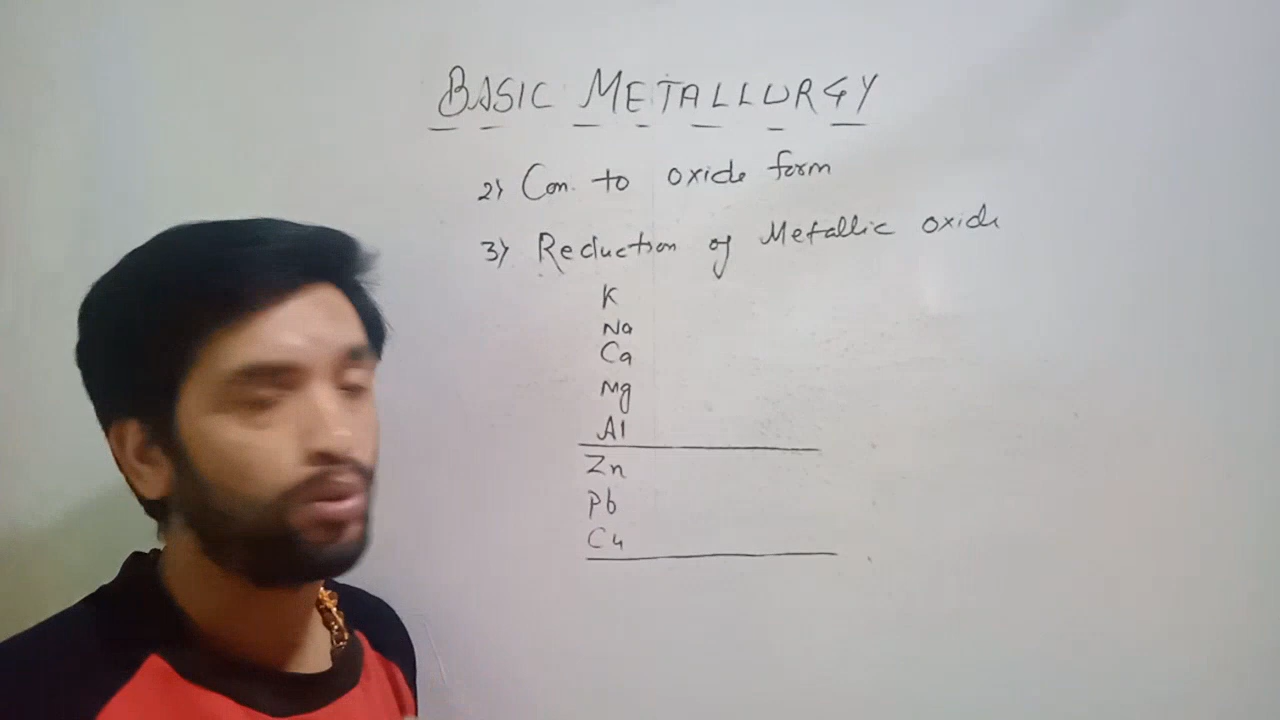 BASIC METALLURGY
2) Con. to oxide form
3) Reduction of Metallic oxide
K
Na
Ca
Mg
Al
Zn
Pb
Cu